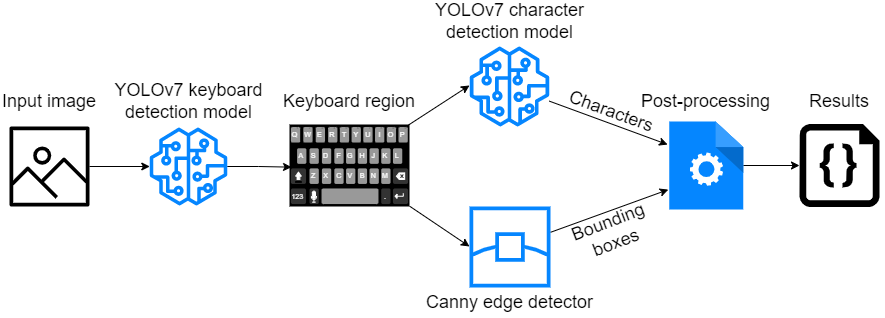 YOLOv7 character
detection model
YOLOv7 keyboard
detection model
Input image
Keyboard region
Characters
Post-processing
Results
Q W E R T Y U I O P
A S D F G H J K L
Z X C V B N M
123
.
{}
Bounding
boxes
Canny edge detector